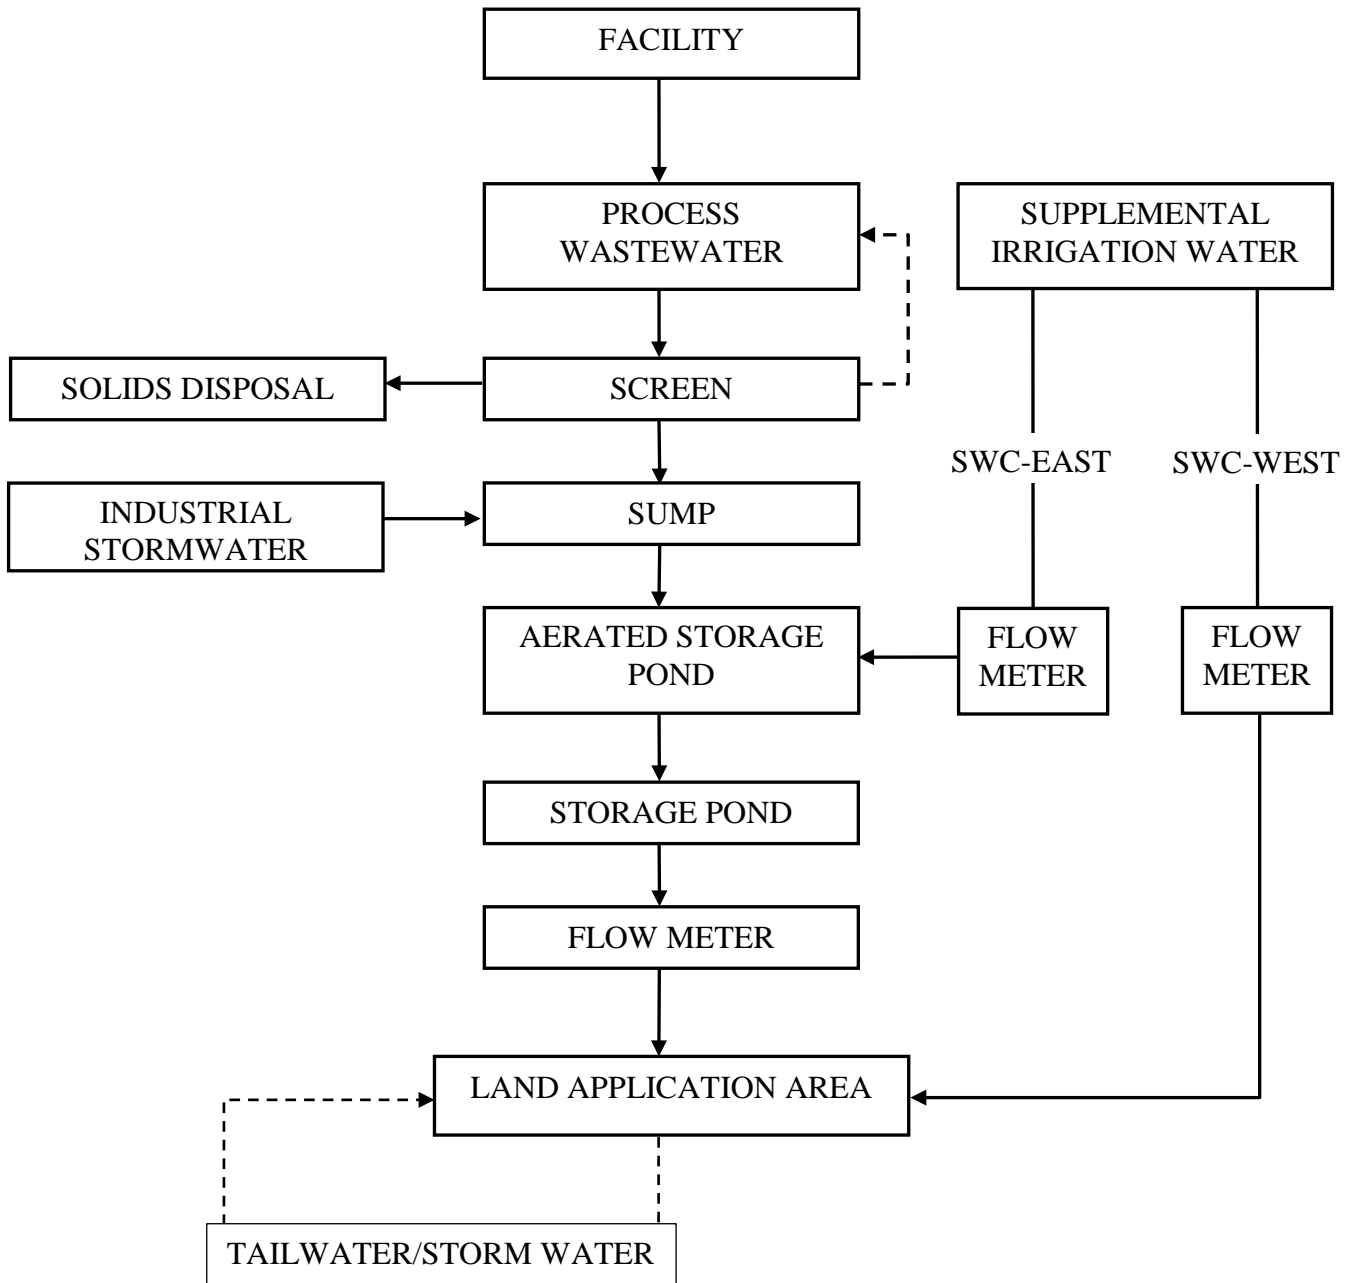 FACILITY
PROCESS
WASTEWATER
SUPPLEMENTAL
IRRIGATION WATER
SOLIDS DISPOSAL
SCREEN
SWC-EAST
SWC-WEST
INDUSTRIAL
STORMWATER
SUMP
AERATED STORAGE
POND
FLOW
METER
FLOW
METER
STORAGE POND
FLOW METER
LAND APPLICATION AREA
TAILWATER/STORM WATER